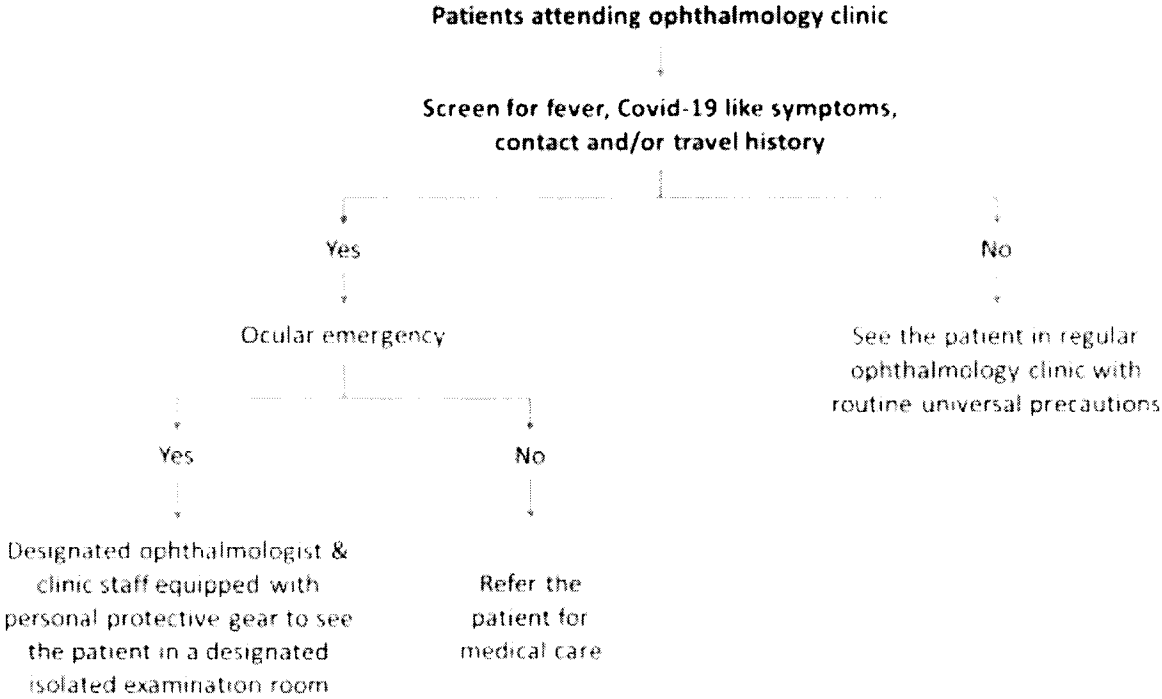 Patients attending ophthalmology clinic
Screen for fever, Covid-19 like symptoms,
contact and/or travel history
Yes
No
Ocular emergency
See the patient in regular
ophthalmology clinic with
routine universal precautions
Yes
No
Designated ophthalmologist &
clinic staff equipped with
personal protective gear to see
the patient in a designated
isolated examination room
Refer the
patient for
medical care